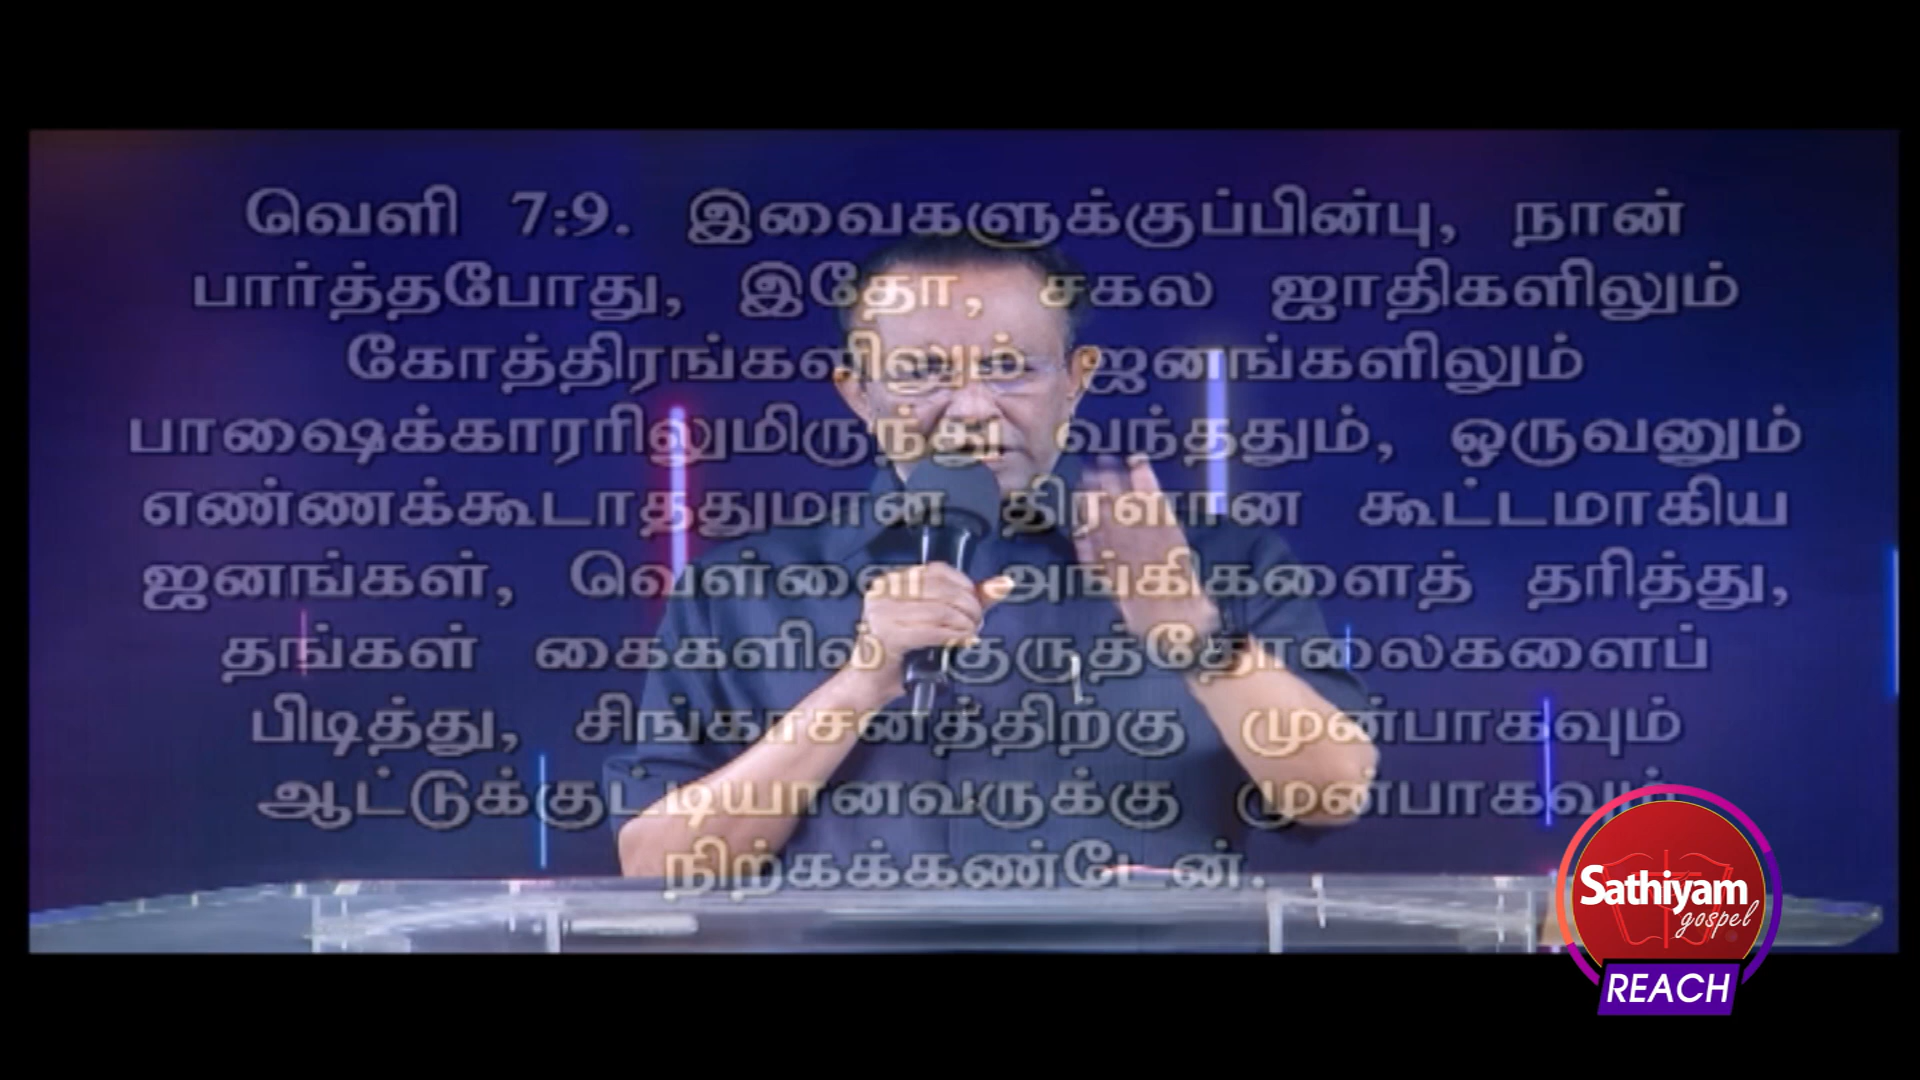 வெளி 7:9. இவைகளுக்குப்பின்பு, நான்
பார்த்தபோது, இதோ, சகல ஜாதிகளிலும்
கோத்திரங்களிலும் ஜனங்களிலும்
பாஷைக்காரரிலுமிருந்து வந்ததும், ஒருவனும்
எண்ணக்கூடாததுமான திரளான கூட்டமாகிய
ஜனங்கள், வெள்ளை அங்கிகளைத் தரித்து,
தங்கள் கைகளில் குருத்தோலைகளைப்
பிடித்து, சிங்காசனத்திற்கு முன்பாகவும்
ஆட்டுக்குட்டியானவருக்கு முன்பாகவும்
நிற்கக்கண்டேன்.
Sathiyam
gospel
REACH